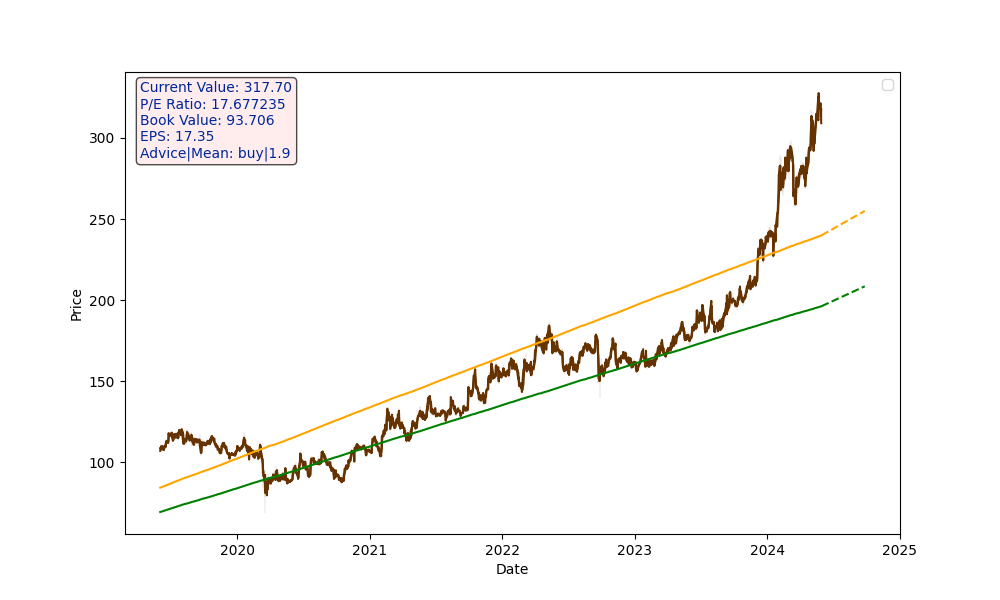 Current Value: 317.70
P/E Ratio: 17.677235
Book Value: 93.706
EPS: 17.35
Advice|Mean: buy|1.9
300
250
200
150
100
Price
2020 2021 2022 2023 2024 2025
Date